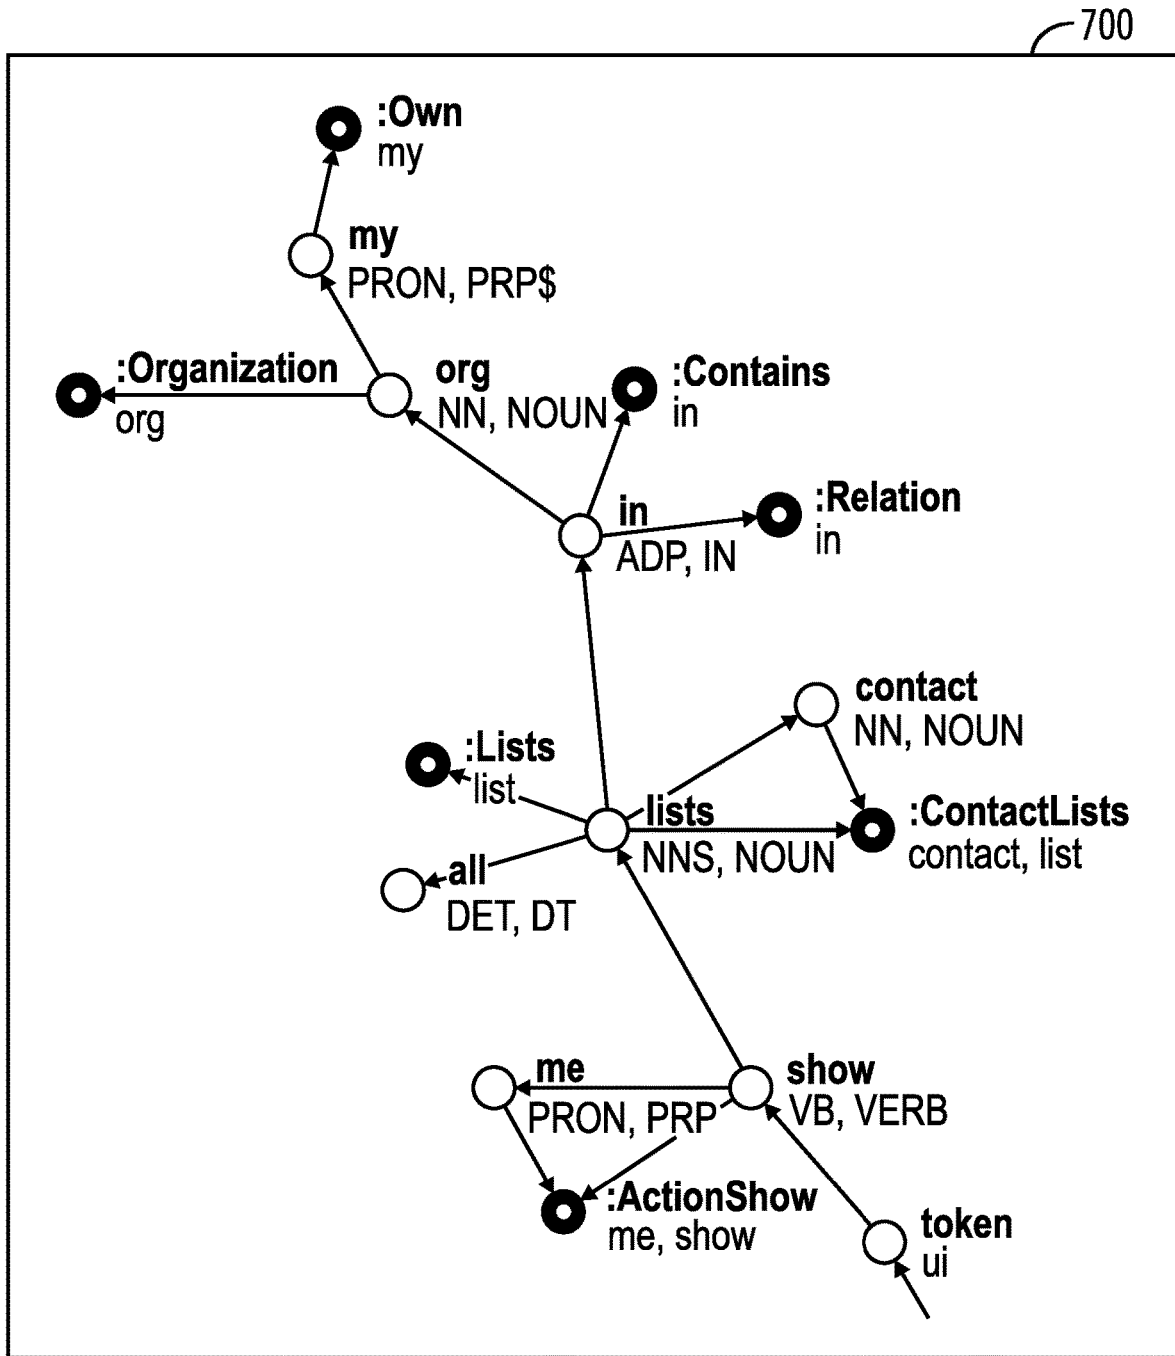 700
:Own
my
my
PRON, PRP$
:Organization
org
org
NN, NOUN
:Contains
in
in
ADP, IN
:Relation
in
contact
NN, NOUN
:Lists
list
lists
NNS, NOUN
:ContactLists
contact, list
all
DET, DT
me
PRON, PRP
show
VB, VERB
:ActionShow
me, show
token
ui